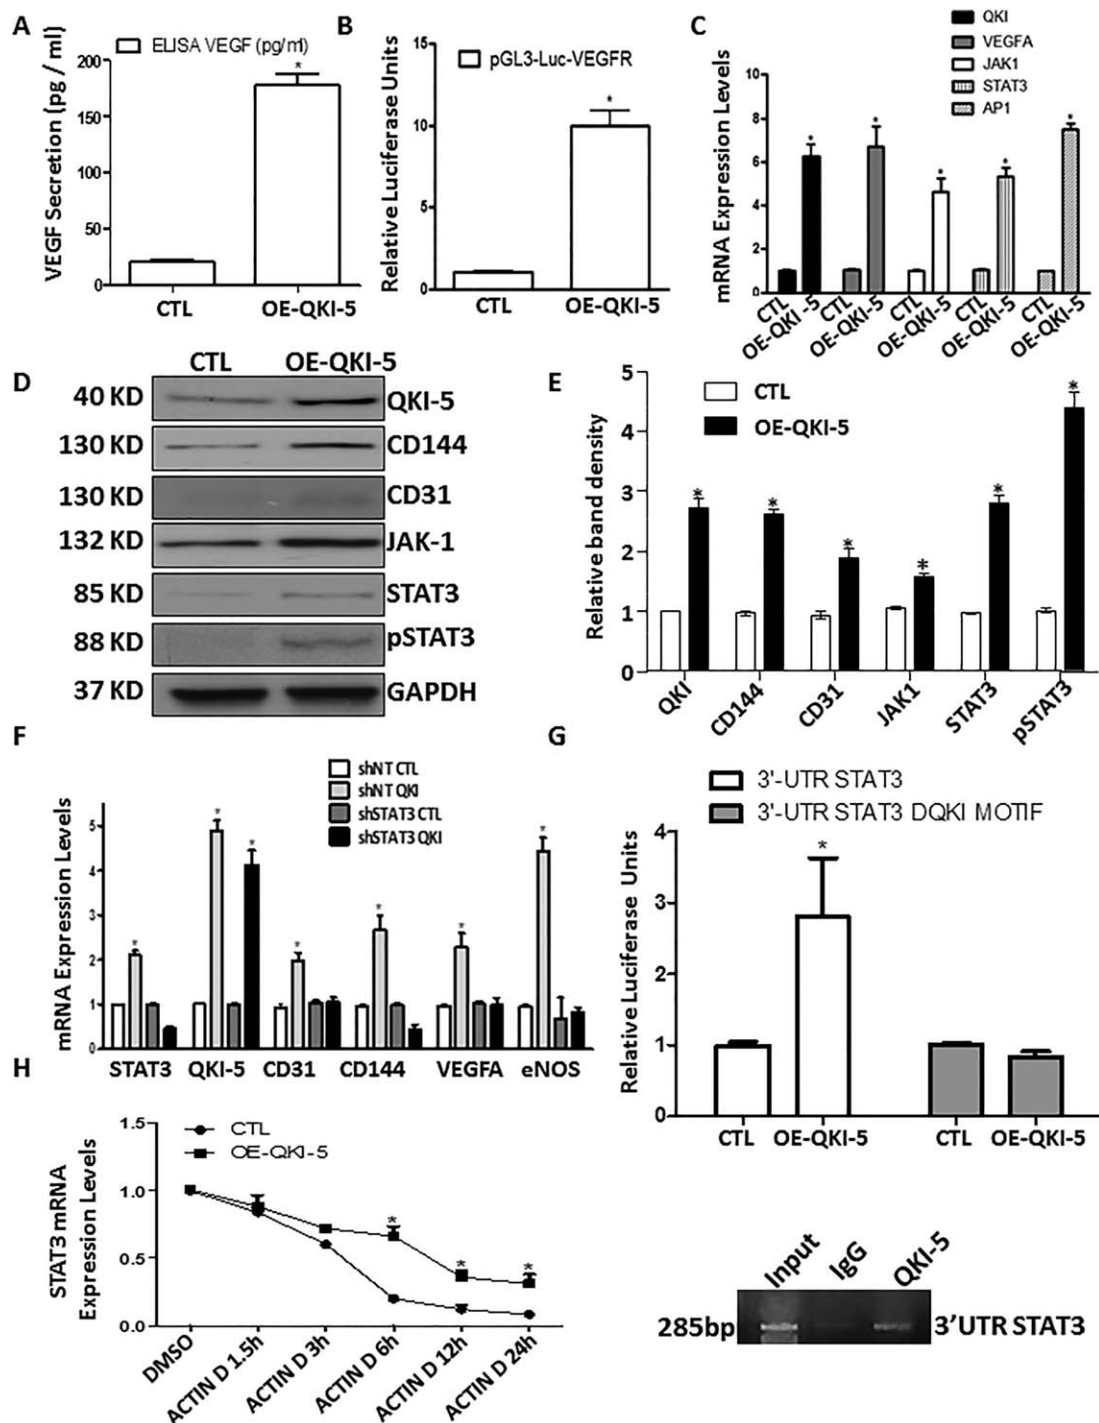 A
ELISA VEGF (pg/ml)
VEGF Secretion (pg / ml)
200
150
100
50
0
*
CTL
OE-QKI-5
B
pGL3-Luc-VEGFR
Relative Luciferase Units
15
10
5
0
*
CTL
OE-QKI-5
C
QKI
VEGFA
JAK1
STAT3
AP1
mRNA Expression Levels
10
8
6
4
2
0
* * * * *
CTL
OE-QKI -5
CTL
OE-QKI-5
CTL
OE-QKI-5
CTL
OE-QKI-5
CTL
OE-QKI-5
D
CTL OE-QKI-5
40 KD QKI-5
130 KD CD144
130 KD CD31
132 KD JAK-1
85 KD STAT3
88 KD pSTAT3
37 KD GAPDH
E
CTL
OE-QKI-5
Relative band density
5
4
3
2
1
0
* * * * * *
QKI
CD144
CD31
JAK1
STAT3
pSTAT3
F
shNT CTL
shNT QKI
shSTAT3 CTL
shSTAT3 QKI
mRNA Expression Levels
5
4
3
2
1
0
* * * * * * *
STAT3 QKI-5 CD31 CD144 VEGFA eNOS
G
3'-UTR STAT3
3'-UTR STAT3 DQKI MOTIF
Relative Luciferase Units
4
3
2
1
0
*
CTL OE-QKI-5 CTL OE-QKI-5
H
CTL
OE-QKI-5
STAT3 mRNA
Expression Levels
1.5
1.0
0.5
0.0
* * *
DMSO
ACTIN D 1.5h
ACTIN D 3h
ACTIN D 6h
ACTIN D 12h
ACTIN D 24h
Input
IgG
QKI-5
285bp 3'UTR STAT3